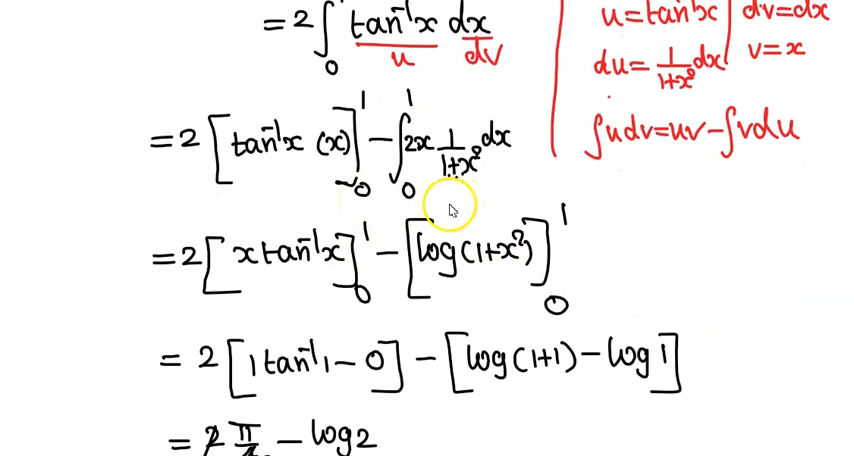 = 2 ∫₀¹ tan⁻¹x dx
u dv
= 2 [tan⁻¹x (x)]₀¹ − ∫₀¹ 2x 1/(1+x²) dx
= 2 [x tan⁻¹x]₀¹ − [log(1+x²)]₀¹
= 2 [1 tan⁻¹1 − 0] − [log(1+1) − log 1]
= 2 π/4 − log2
u = tan⁻¹x | dv = dx
du = 1/(1+x²) dx | v = x
∫udv = uv − ∫vdu